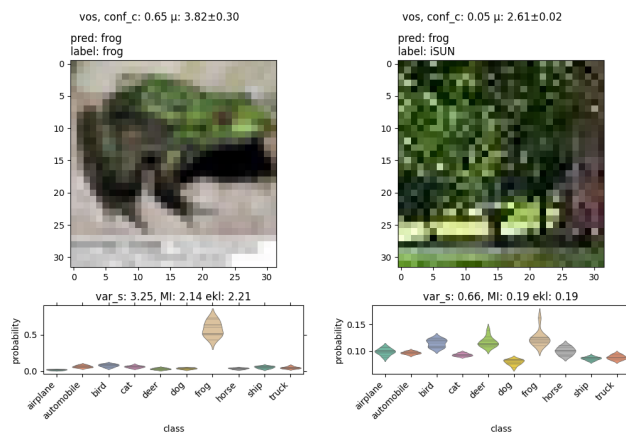 vos, conf_c: 0.65 μ: 3.82±0.30
pred: frog
label: frog
0
5
10
15
20
25
30
0 5 10 15 20 25 30
var_s: 3.25, MI: 2.14 ekl: 2.21
probability
0.5
0.0
airplane
automobile
bird
cat
deer
dog
frog
horse
ship
truck
class
vos, conf_c: 0.05 μ: 2.61±0.02
pred: frog
label: iSUN
0
5
10
15
20
25
30
0 5 10 15 20 25 30
var_s: 0.66, MI: 0.19 ekl: 0.19
probability
0.15
0.10
airplane
automobile
bird
cat
deer
dog
frog
horse
ship
truck
class